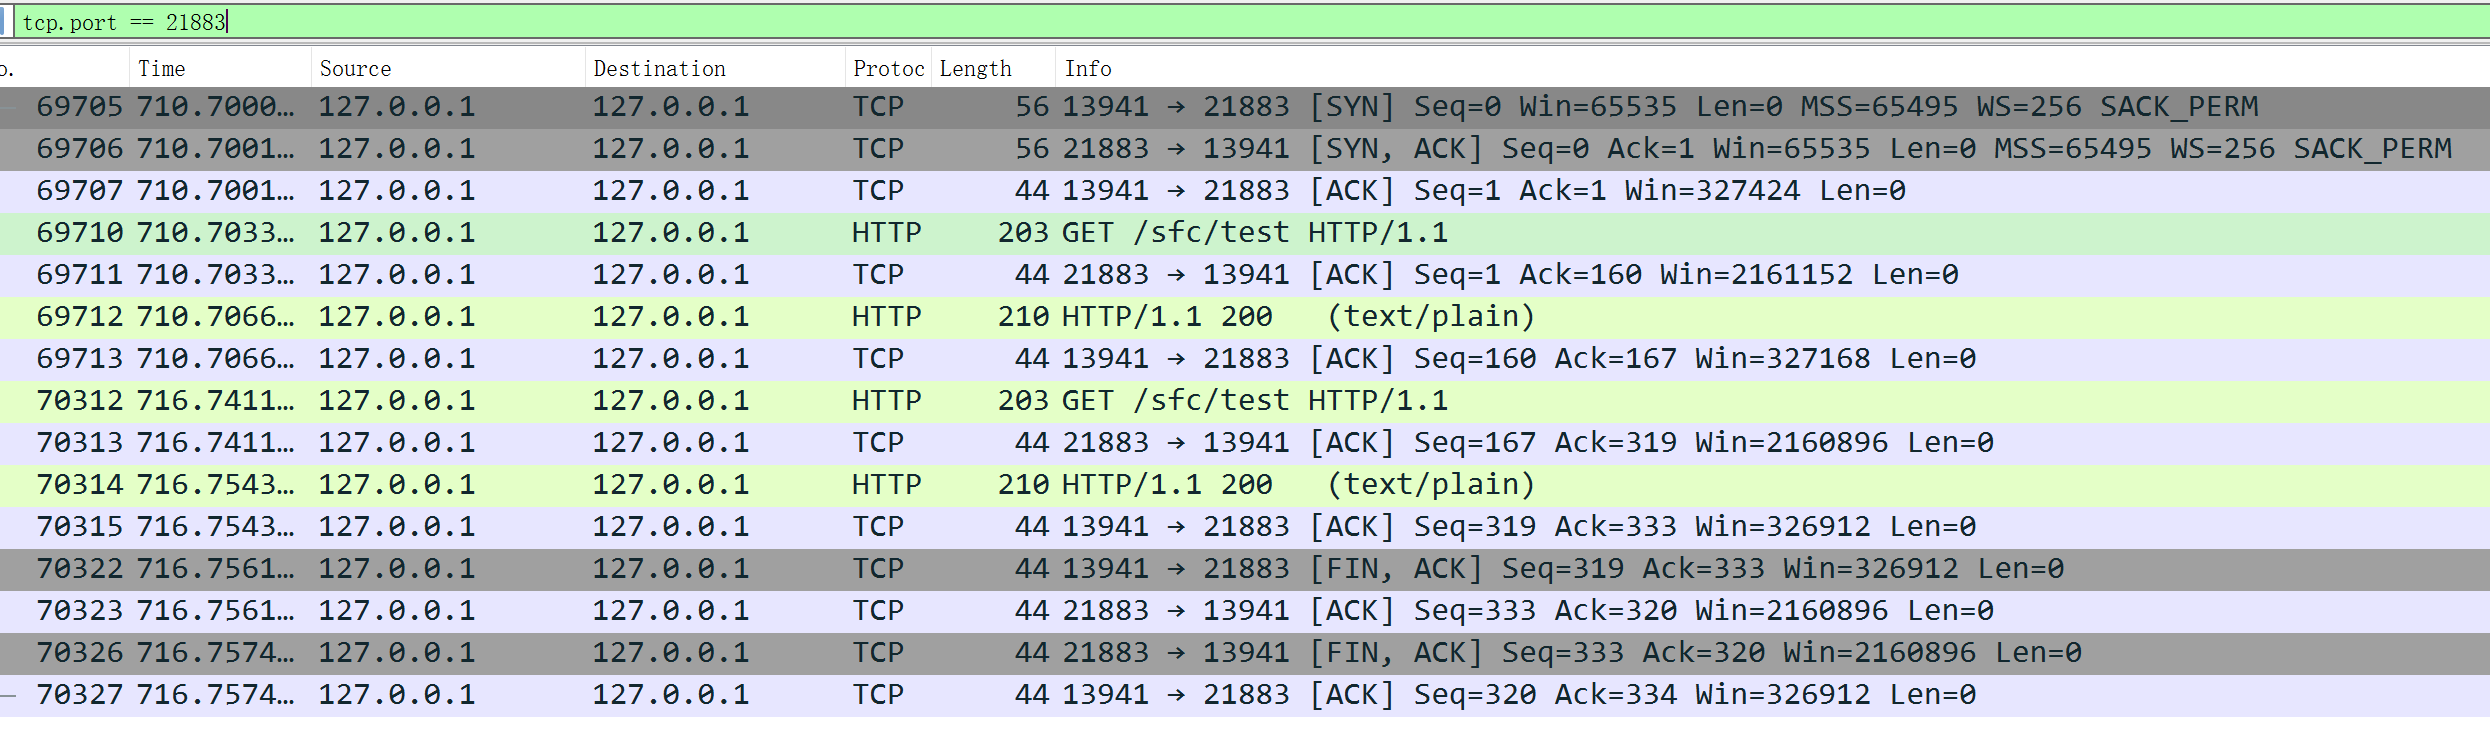 tcp.port == 21883
o. Time Source Destination Protoc Length Info
69705 710.7000… 127.0.0.1 127.0.0.1 TCP 56 13941 → 21883 [SYN] Seq=0 Win=65535 Len=0 MSS=65495 WS=256 SACK_PERM
69706 710.7001… 127.0.0.1 127.0.0.1 TCP 56 21883 → 13941 [SYN, ACK] Seq=0 Ack=1 Win=65535 Len=0 MSS=65495 WS=256 SACK_PERM
69707 710.7001… 127.0.0.1 127.0.0.1 TCP 44 13941 → 21883 [ACK] Seq=1 Ack=1 Win=327424 Len=0
69710 710.7033… 127.0.0.1 127.0.0.1 HTTP 203 GET /sfc/test HTTP/1.1
69711 710.7033… 127.0.0.1 127.0.0.1 TCP 44 21883 → 13941 [ACK] Seq=1 Ack=160 Win=2161152 Len=0
69712 710.7066… 127.0.0.1 127.0.0.1 HTTP 210 HTTP/1.1 200 (text/plain)
69713 710.7066… 127.0.0.1 127.0.0.1 TCP 44 13941 → 21883 [ACK] Seq=160 Ack=167 Win=327168 Len=0
70312 716.7411… 127.0.0.1 127.0.0.1 HTTP 203 GET /sfc/test HTTP/1.1
70313 716.7411… 127.0.0.1 127.0.0.1 TCP 44 21883 → 13941 [ACK] Seq=167 Ack=319 Win=2160896 Len=0
70314 716.7543… 127.0.0.1 127.0.0.1 HTTP 210 HTTP/1.1 200 (text/plain)
70315 716.7543… 127.0.0.1 127.0.0.1 TCP 44 13941 → 21883 [ACK] Seq=319 Ack=333 Win=326912 Len=0
70322 716.7561… 127.0.0.1 127.0.0.1 TCP 44 13941 → 21883 [FIN, ACK] Seq=319 Ack=333 Win=326912 Len=0
70323 716.7561… 127.0.0.1 127.0.0.1 TCP 44 21883 → 13941 [ACK] Seq=333 Ack=320 Win=2160896 Len=0
70326 716.7574… 127.0.0.1 127.0.0.1 TCP 44 21883 → 13941 [FIN, ACK] Seq=333 Ack=320 Win=2160896 Len=0
70327 716.7574… 127.0.0.1 127.0.0.1 TCP 44 13941 → 21883 [ACK] Seq=320 Ack=334 Win=326912 Len=0